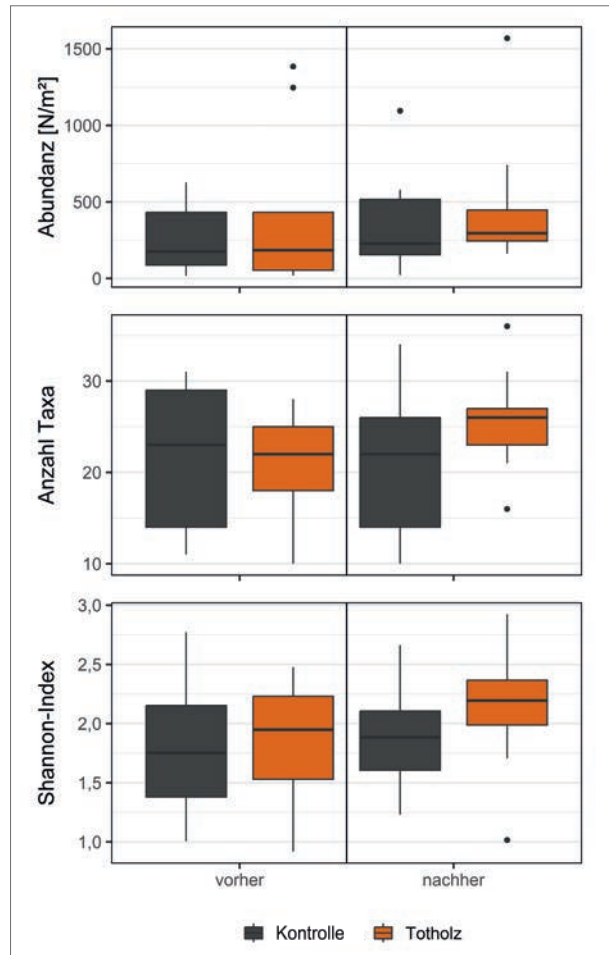 Abundanz [N/m²]
1500
1000
500
0
Anzahl Taxa
30
20
10
Shannon-Index
3,0
2,5
2,0
1,5
1,0
vorher nachher
Kontrolle Totholz